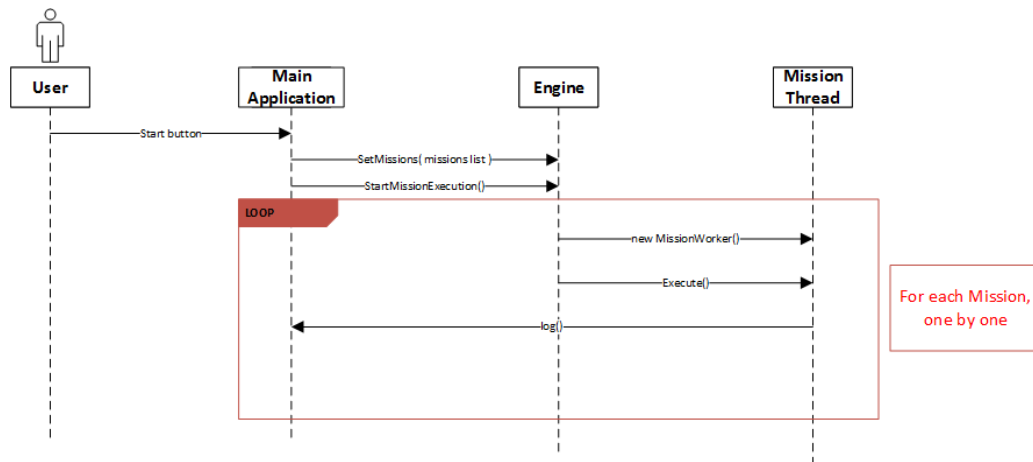 User
Main
Application
Engine
Mission
Thread
Start button
SetMissions( missions list )
StartMissionExecution()
LOOP
new MissionWorker()
Execute()
For each Mission,
one by one
log()